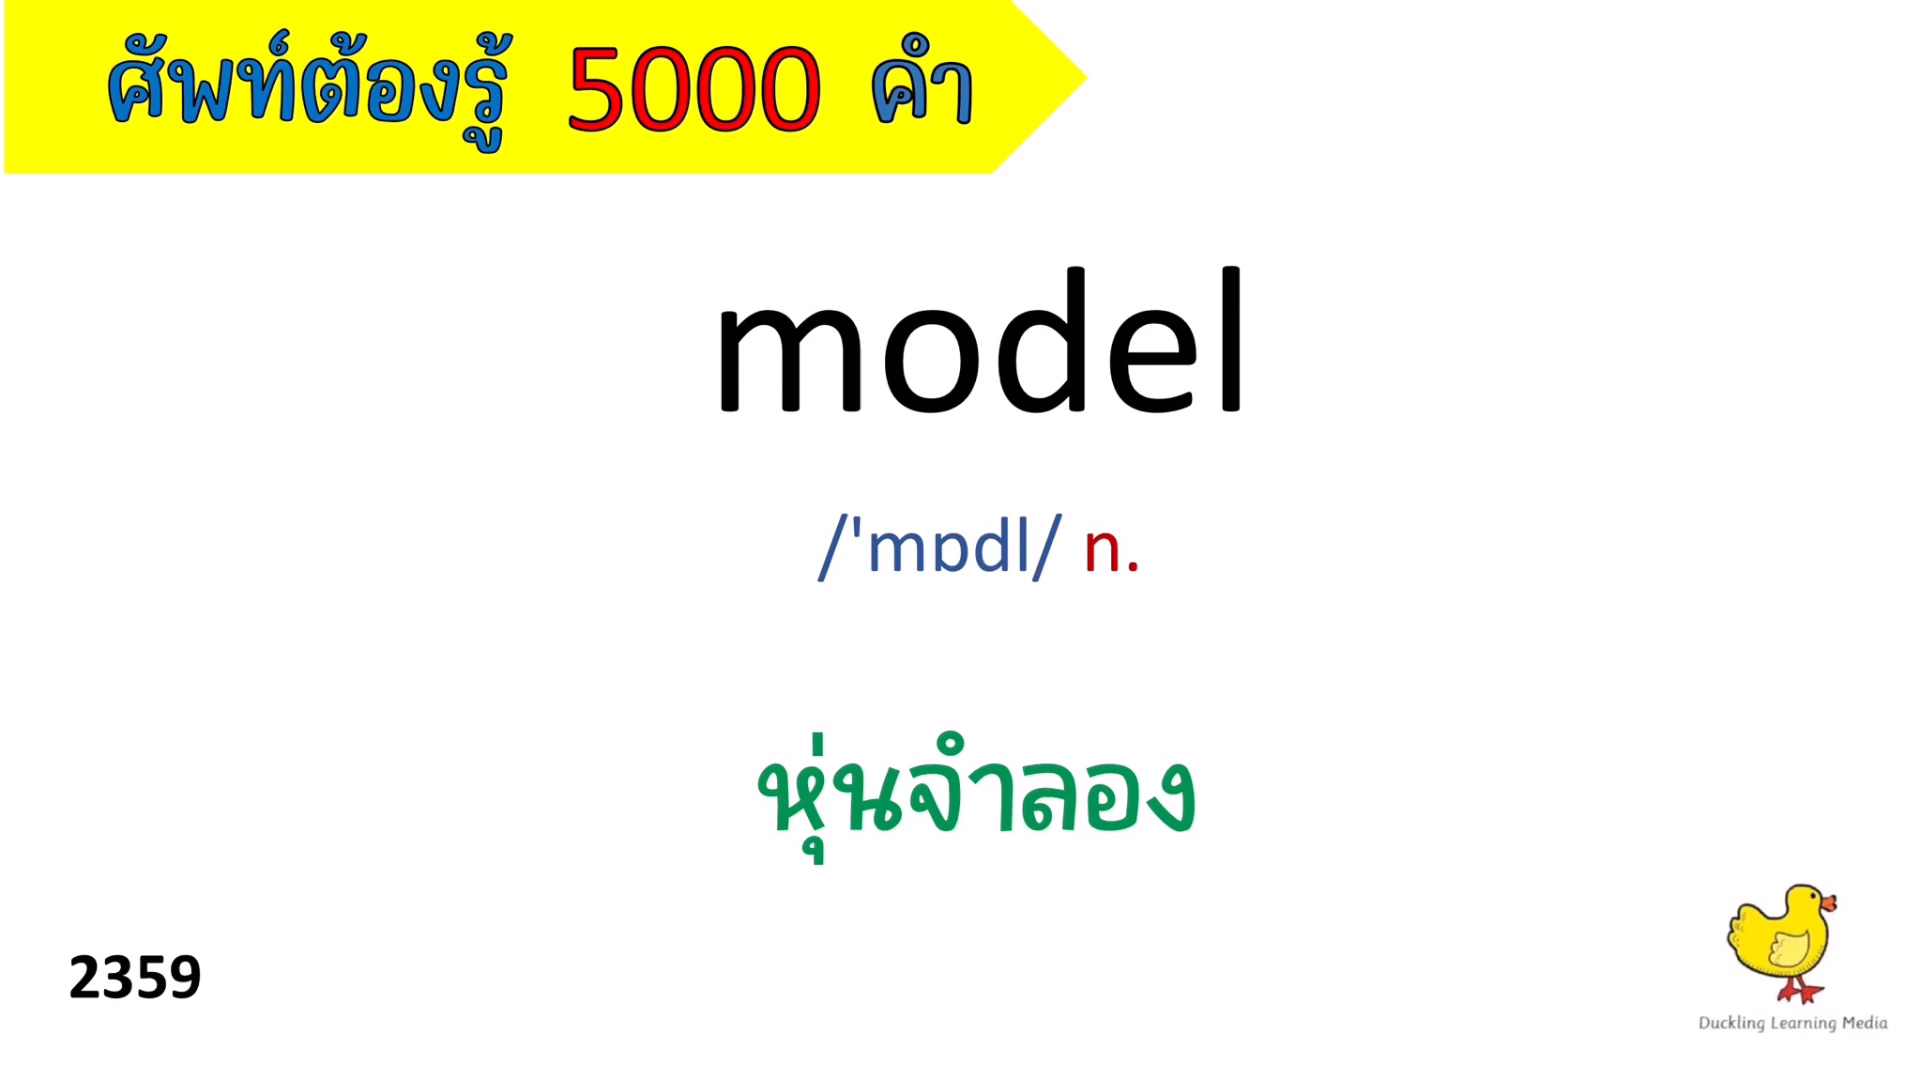 ศัพท์ต้องรู้ 5000 คำ
model
/'mɒdl/ n.
หุ่นจำลอง
2359
Duckling Learning Media